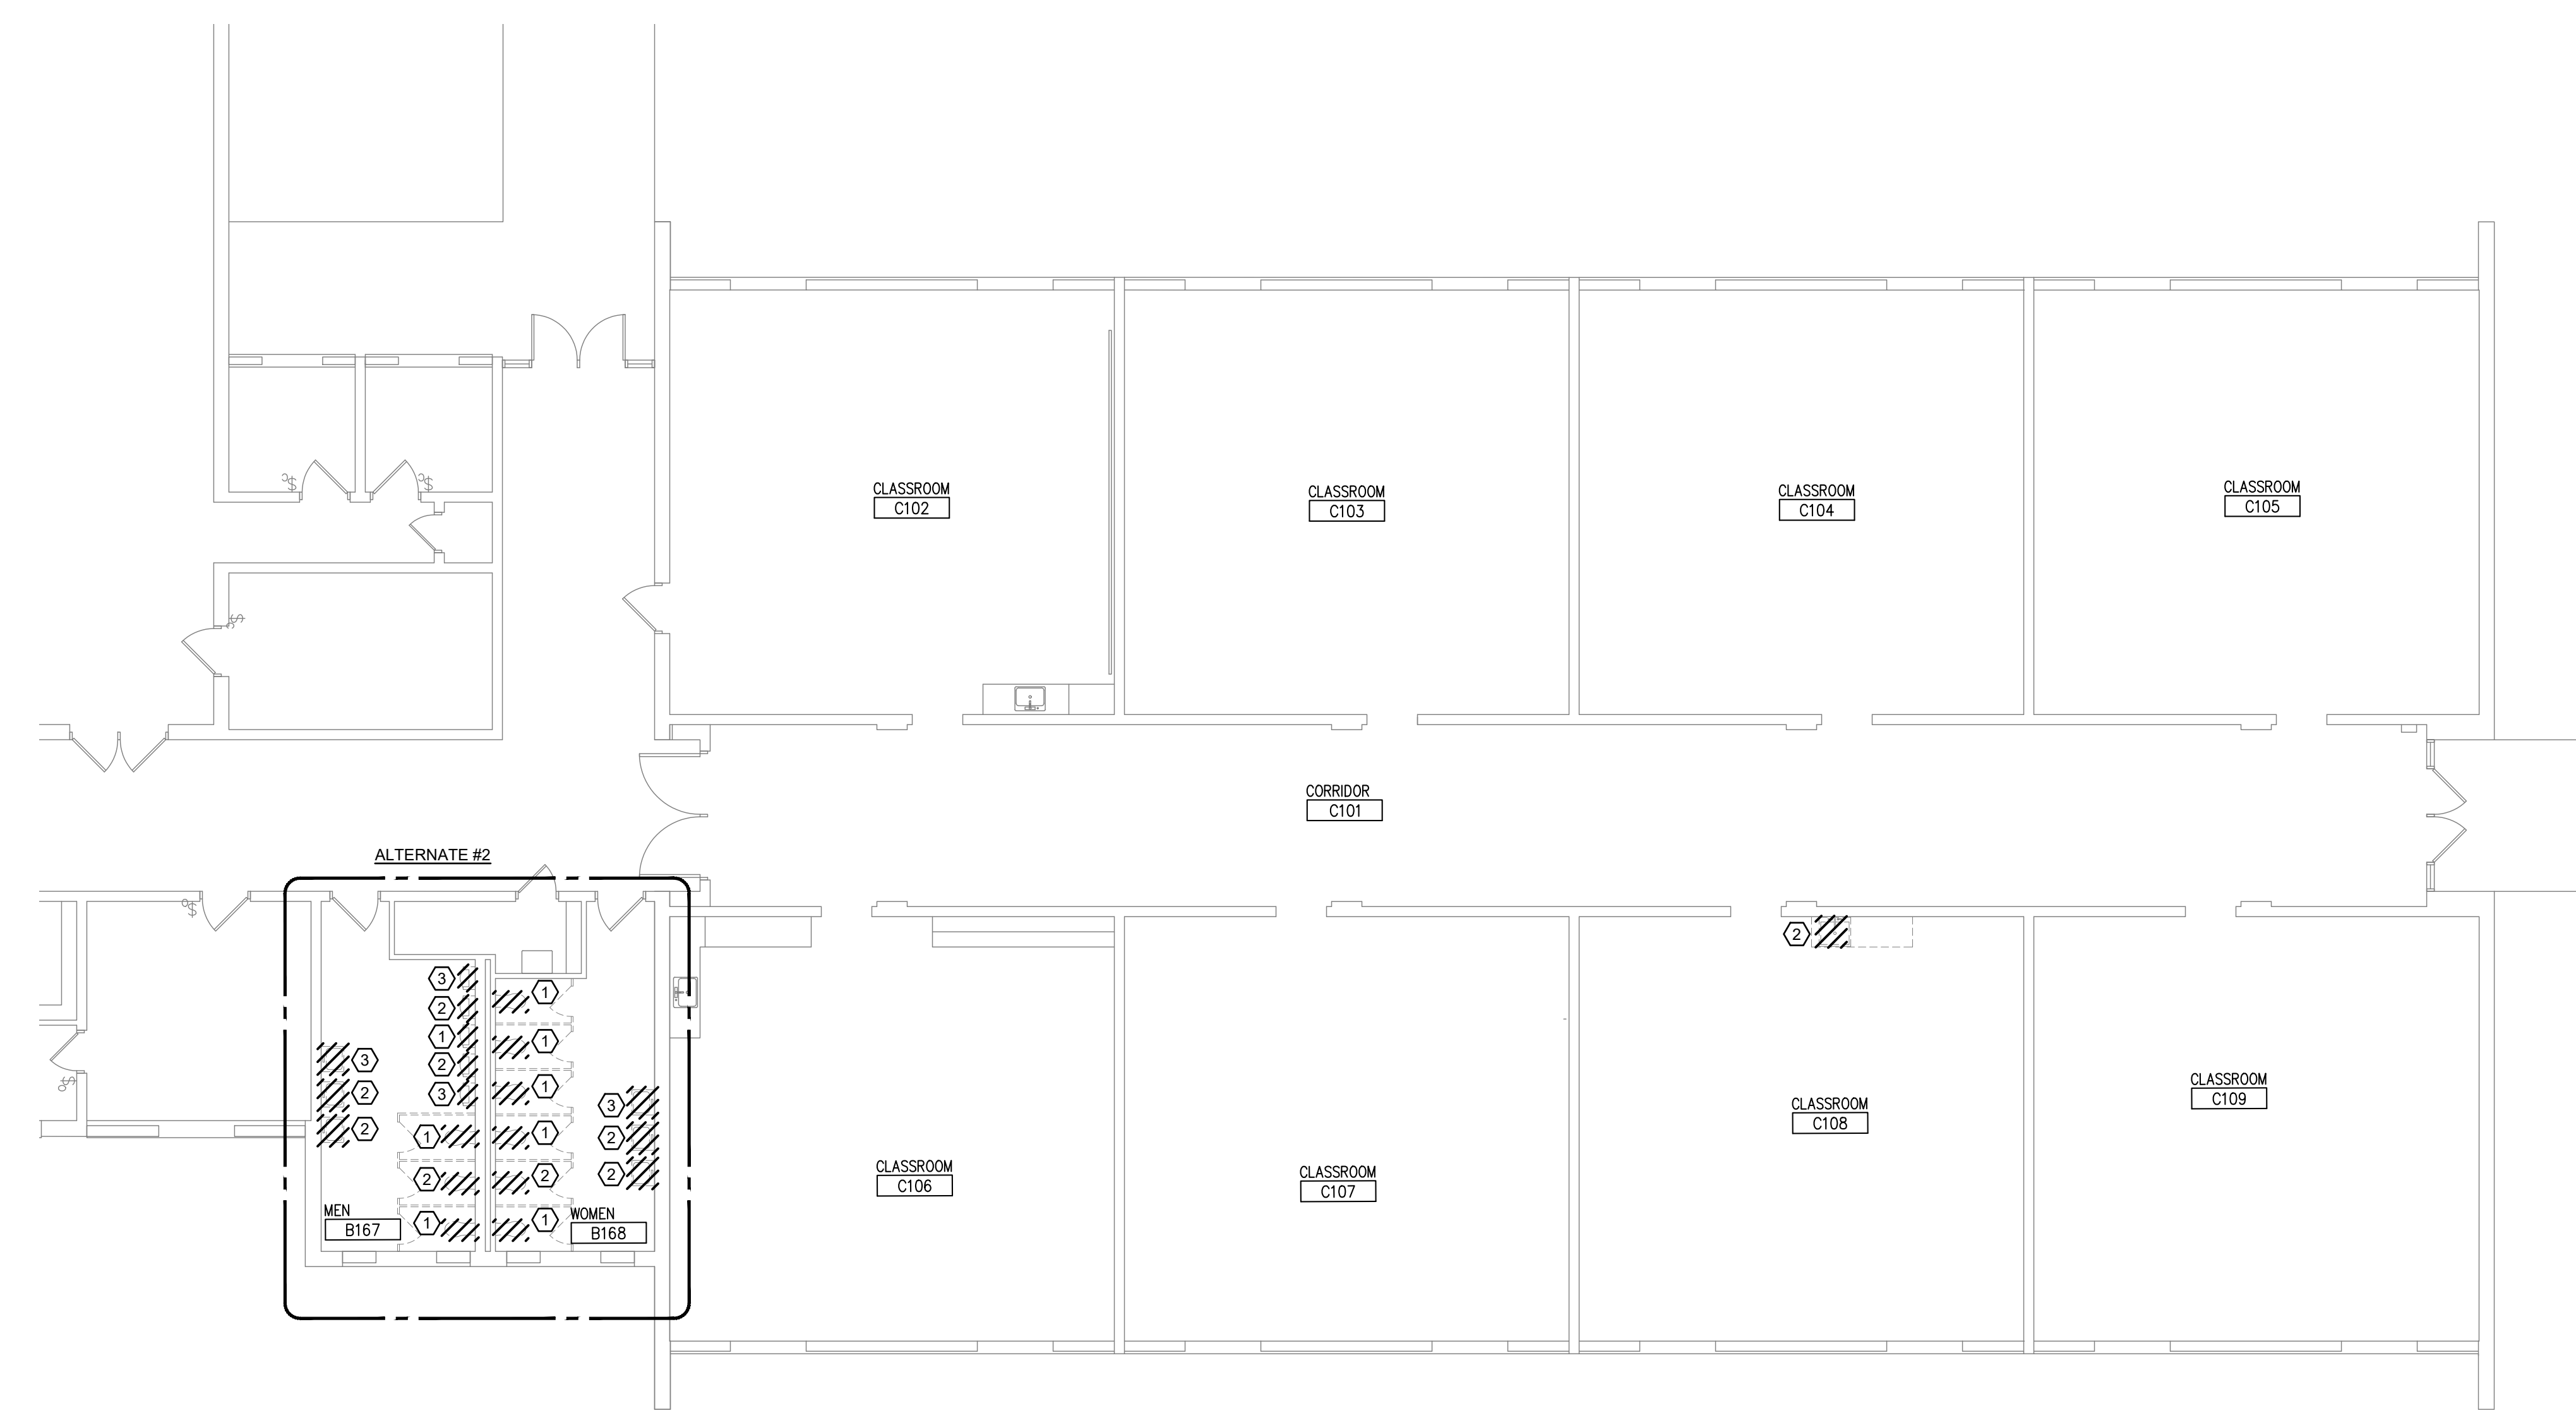 CLASSROOM
C102
CLASSROOM
C103
CLASSROOM
C104
CLASSROOM
C105
$c
$c
$3
CORRIDOR
C101
ALTERNATE #2
$o
$o
3
2
1
2
3
3
2
2
1
2
1
1
1
1
1
2
1
3
2
2
2
MEN
B167
WOMEN
B168
CLASSROOM
C106
CLASSROOM
C107
CLASSROOM
C108
CLASSROOM
C109